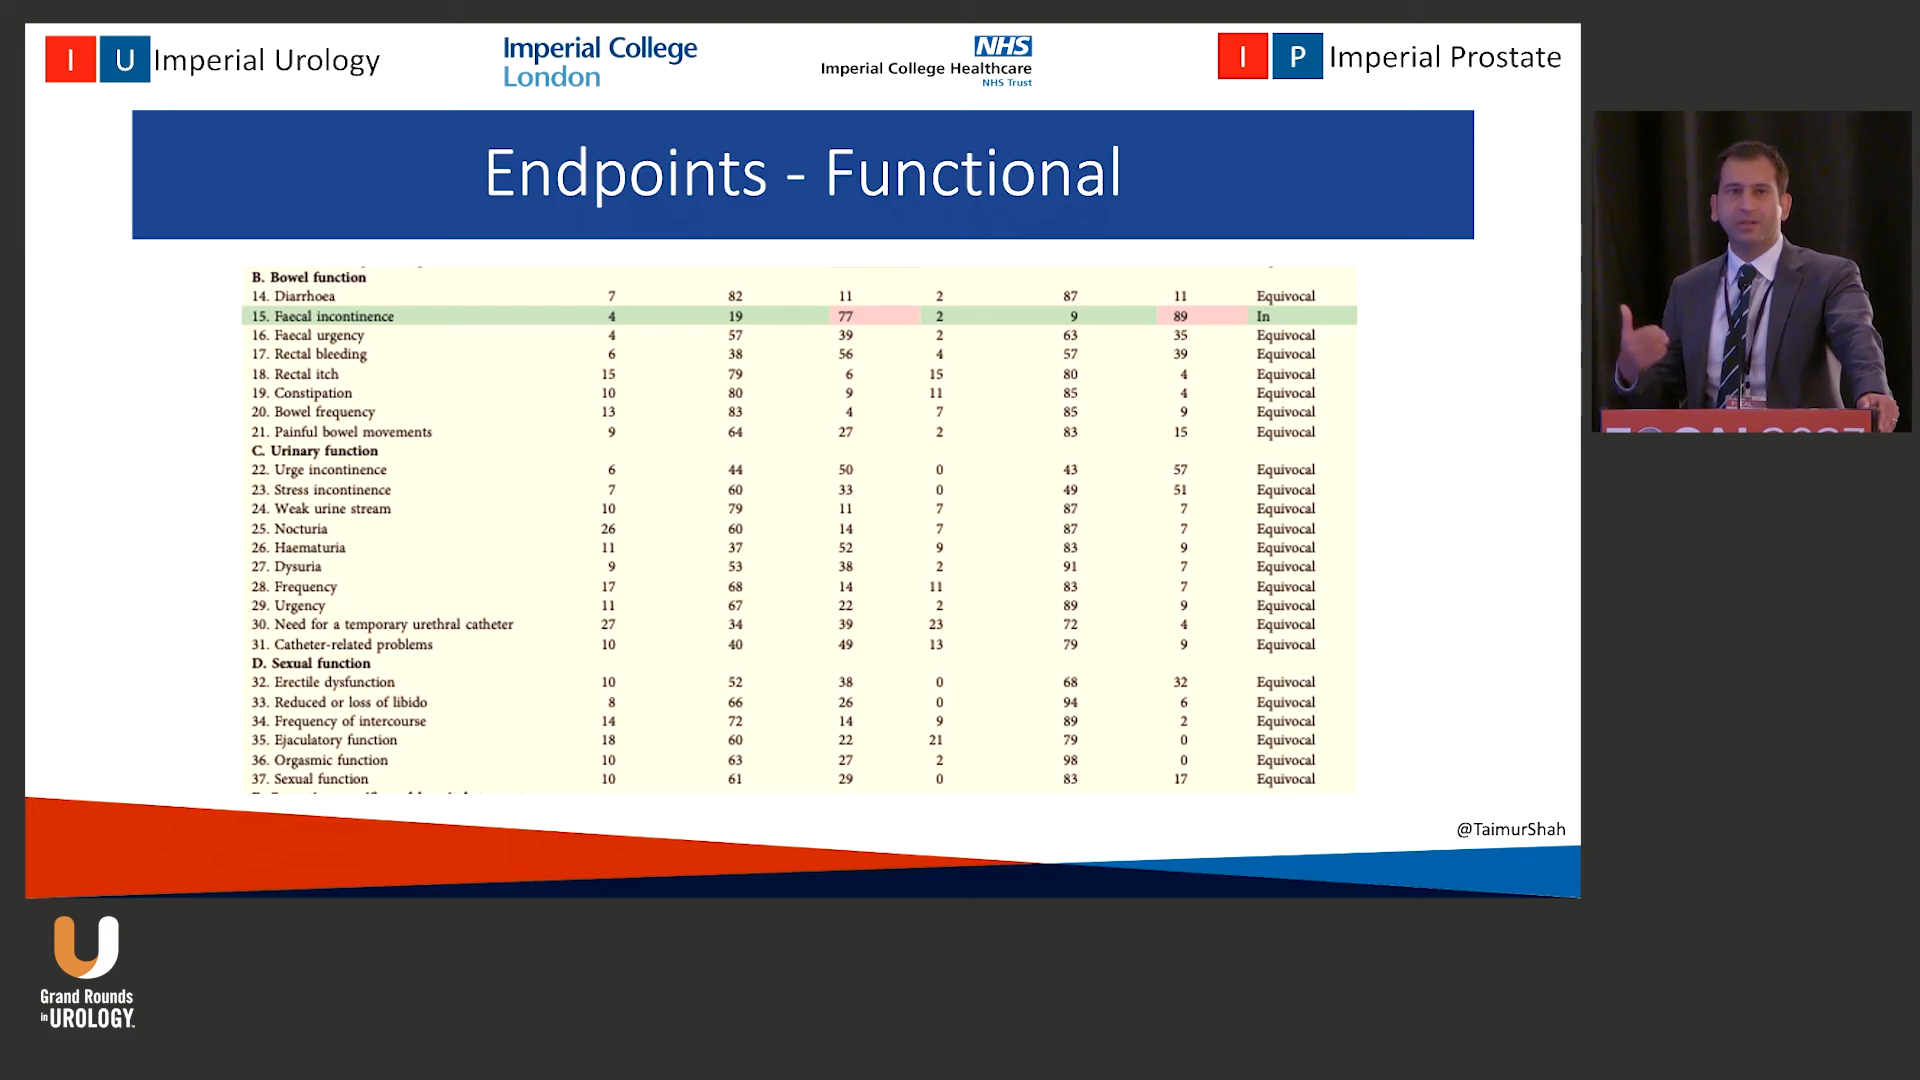 I U Imperial Urology
Imperial College
London
NHS
Imperial College Healthcare
NHS Trust
I P Imperial Prostate
Endpoints - Functional
B. Bowel function
14. Diarrhoea 7 82 11 2 87 11 Equivocal
15. Faecal incontinence 4 19 77 2 9 89 In
16. Faecal urgency 4 57 39 2 63 35 Equivocal
17. Rectal bleeding 6 38 56 4 57 39 Equivocal
18. Rectal itch 15 79 6 15 80 4 Equivocal
19. Constipation 10 80 9 11 85 4 Equivocal
20. Bowel frequency 13 83 4 7 85 9 Equivocal
21. Painful bowel movements 9 64 27 2 83 15 Equivocal
C. Urinary function
22. Urge incontinence 6 44 50 0 43 57 Equivocal
23. Stress incontinence 7 60 33 0 49 51 Equivocal
24. Weak urine stream 10 79 11 7 87 7 Equivocal
25. Nocturia 26 60 14 7 87 7 Equivocal
26. Haematuria 11 37 52 9 83 9 Equivocal
27. Dysuria 9 53 38 2 91 7 Equivocal
28. Frequency 17 68 14 11 83 7 Equivocal
29. Urgency 11 67 22 2 89 9 Equivocal
30. Need for a temporary urethral catheter 27 34 39 23 72 4 Equivocal
31. Catheter-related problems 10 40 49 13 79 9 Equivocal
D. Sexual function
32. Erectile dysfunction 10 52 38 0 68 32 Equivocal
33. Reduced or loss of libido 8 66 26 0 94 6 Equivocal
34. Frequency of intercourse 14 72 14 9 89 2 Equivocal
35. Ejaculatory function 18 60 22 21 79 0 Equivocal
36. Orgasmic function 10 63 27 2 98 0 Equivocal
37. Sexual function 10 61 29 0 83 17 Equivocal
@TaimurShah
Grand Rounds
in UROLOGY